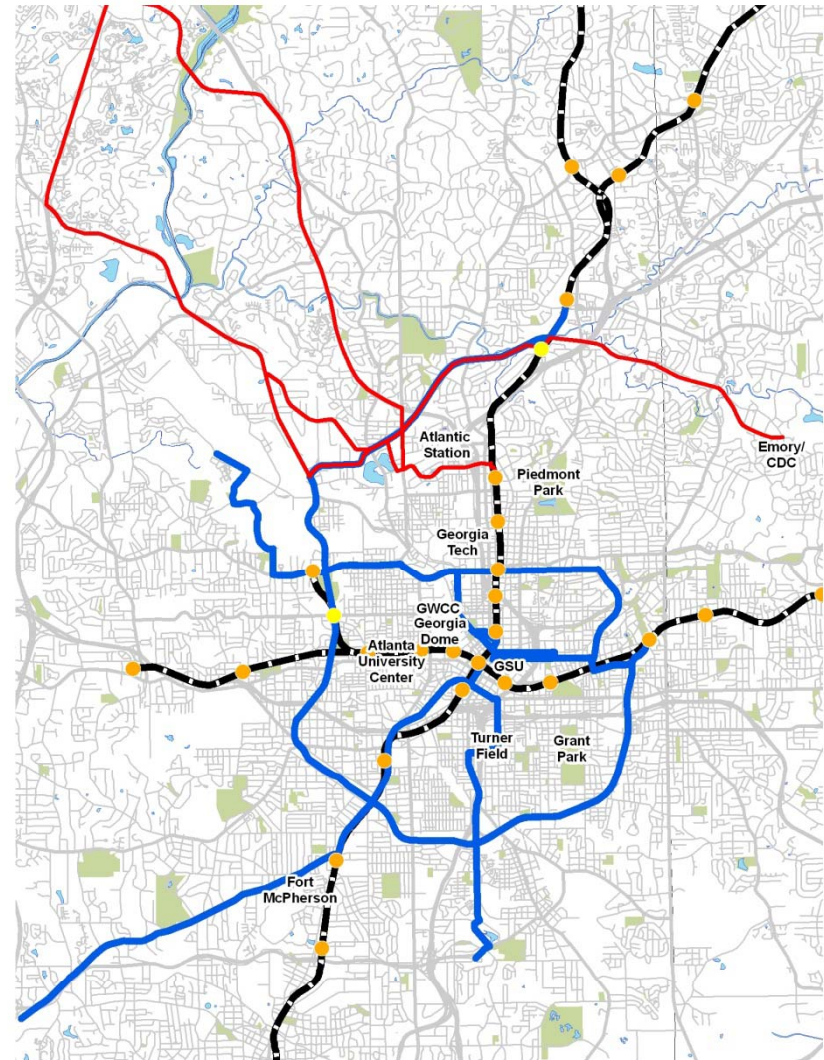 Atlantic
Station
Emory/
CDC
Piedmont
Park
Georgia
Tech
GWCC
Georgia
Dome
Atlanta
University
Center
GSU
Turner
Field
Grant
Park
Fort
McPherson